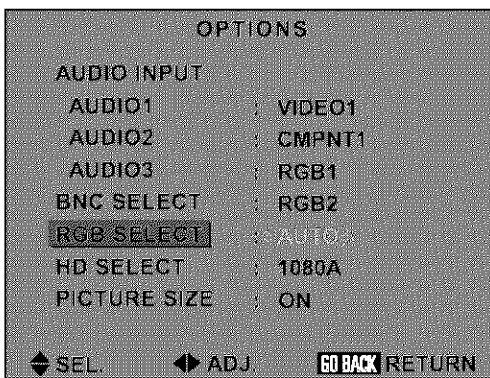 OPTIONS
AUDIO INPUT
AUDIO1 : VIDEO1
AUDIO2 : CMPNT1
AUDIO3 : RGB1
BNC SELECT : RGB2
RGB SELECT : AUTO
HD SELECT : 1080A
PICTURE SIZE : ON
SEL. ADJ. GO BACK RETURN